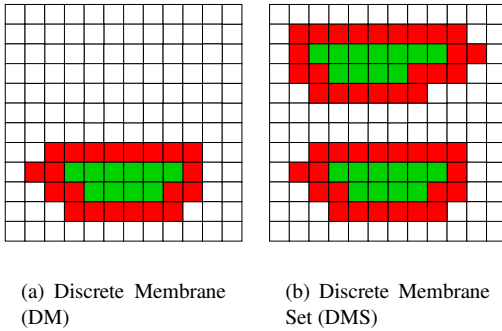 (a) Discrete Membrane
(DM)
(b) Discrete Membrane
Set (DMS)